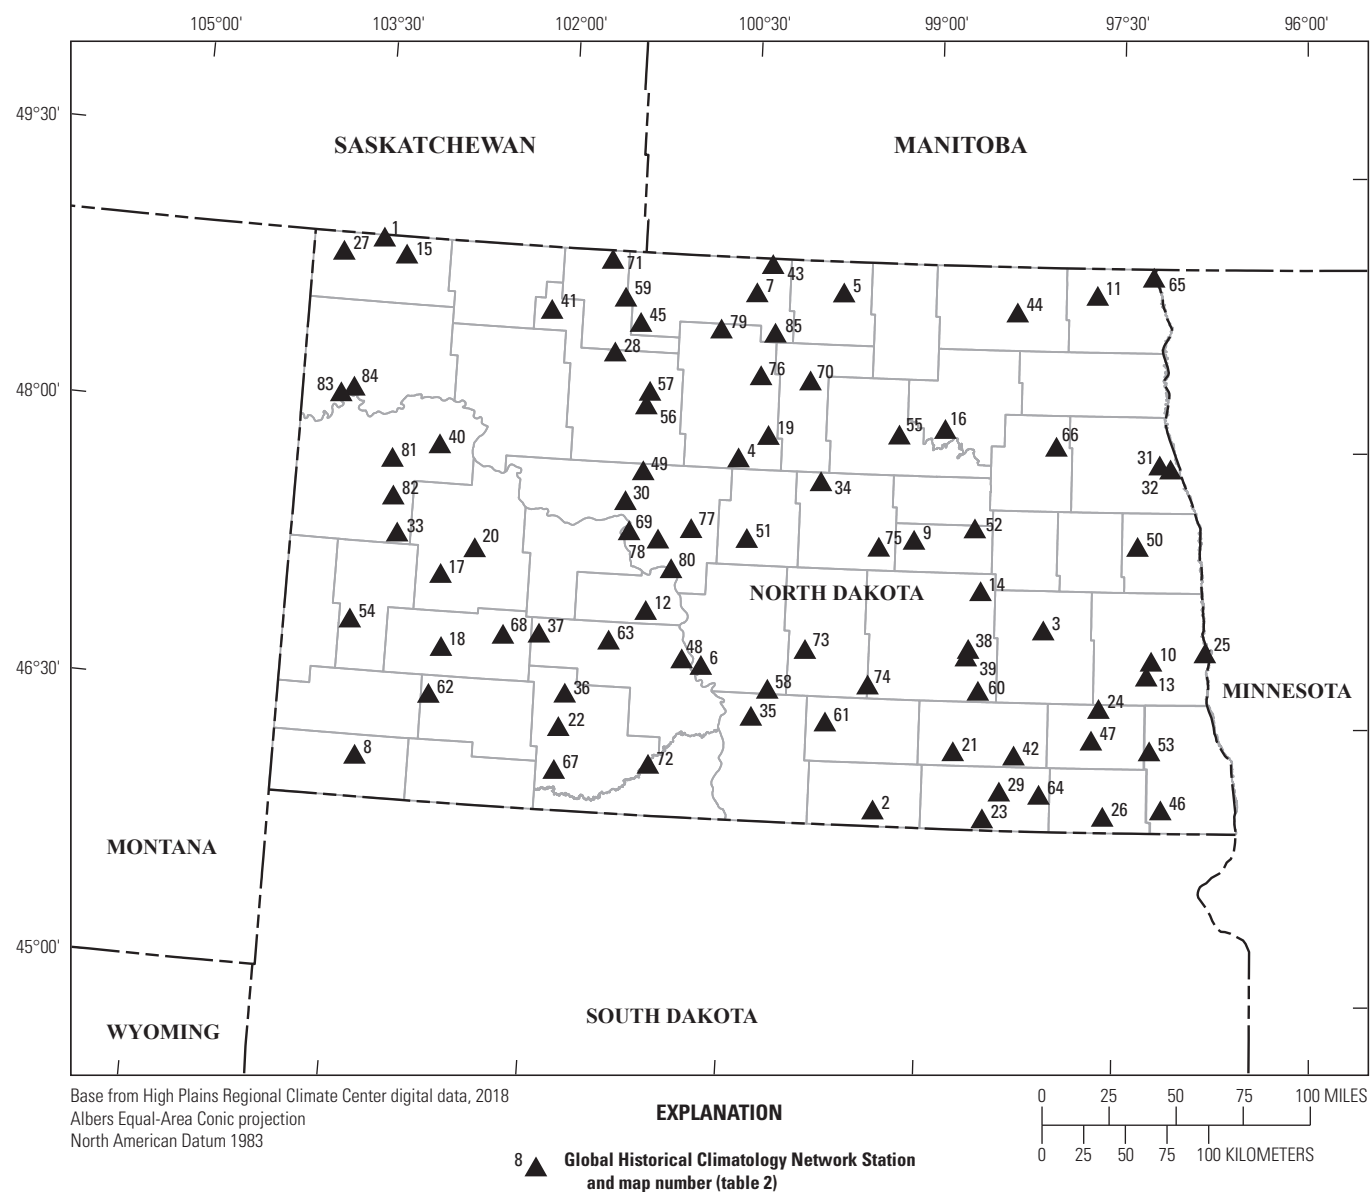 105°00' 103°30' 102°00' 100°30' 99°00' 97°30' 96°00'
49°30'
SASKATCHEWAN MANITOBA
1
27 15
71 43
65
7 5 11
59
41 44
45
79 85
28
76 70
83 84 57
56
16
19 55
40 66
4
81 31
49
32
82 34
30
69 77 52
33 51 9
20 75 50
78
80
17
14
NORTH DAKOTA
12
54 3
68 37 63 73 38 25
18
48 6 39 10
13
58 74 60
62 36 MINNESOTA
24
35 61
22 47
21 42 53
8
67 72
29 64
2 23 26 46
48°00'
46°30'
MONTANA
45°00'
SOUTH DAKOTA
WYOMING
Base from High Plains Regional Climate Center digital data, 2018
Albers Equal-Area Conic projection
North American Datum 1983
EXPLANATION
8 Global Historical Climatology Network Station
and map number (table 2)
0 25 50 75 100 MILES
0 25 50 75 100 KILOMETERS